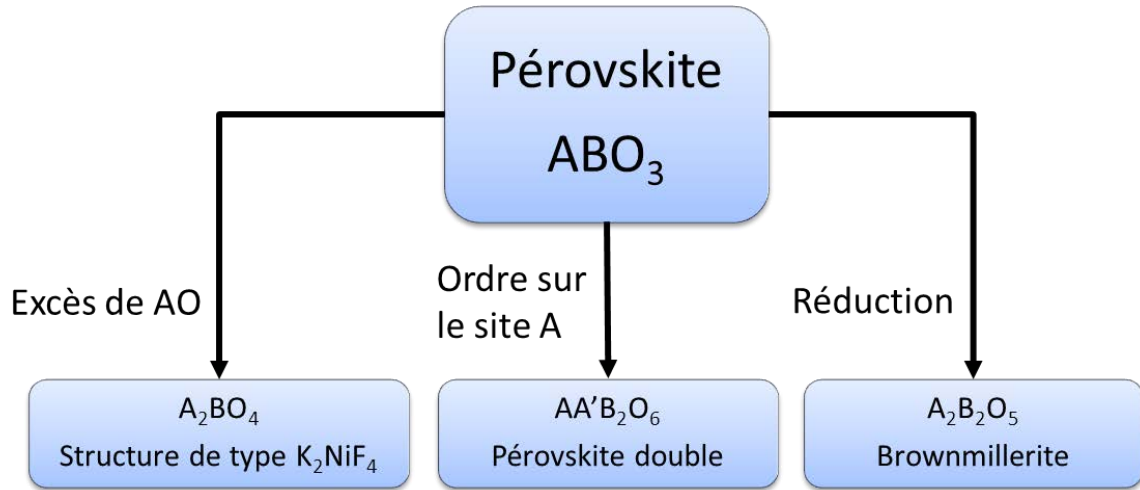 Pérovskite
ABO₃
Excès de AO
Ordre sur
le site A
Réduction
A₂BO₄
Structure de type K₂NiF₄
AA’B₂O₆
Pérovskite double
A₂B₂O₅
Brownmillerite